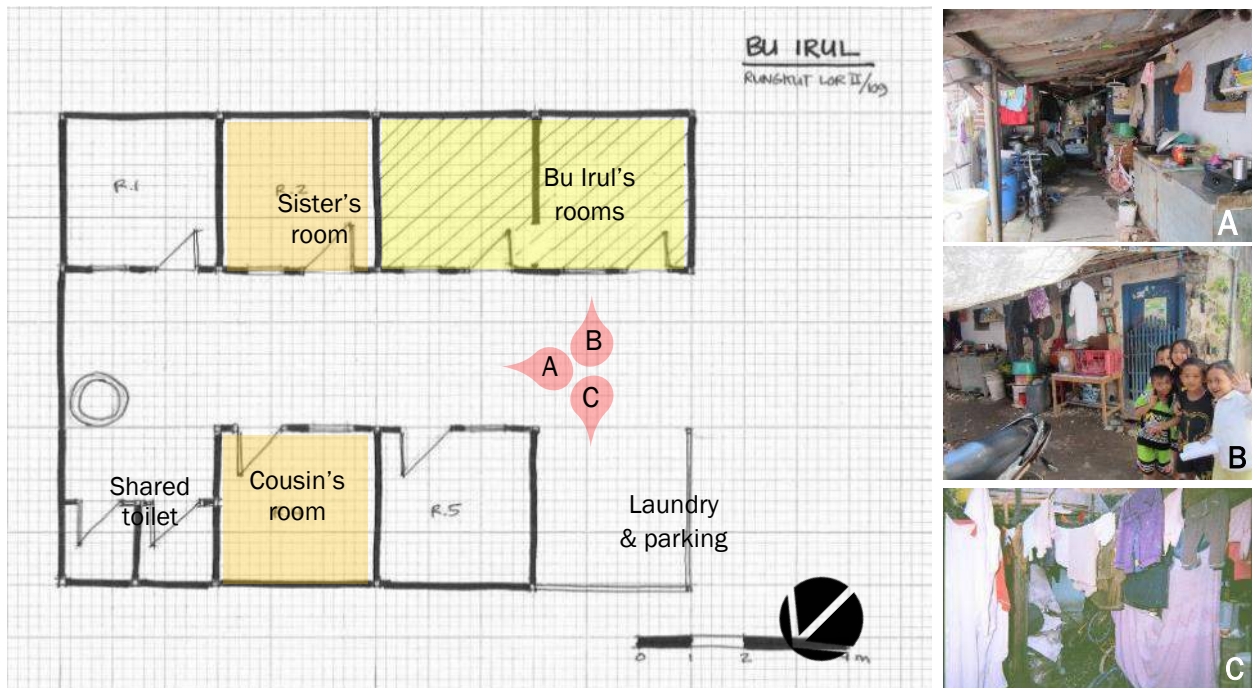 BU IRUL
RUNGKUT LOR II/109
R.1
R.2
Sister's
room
Bu Irul's
rooms
A
B
C
Shared
toilet
Cousin's
room
R.5
Laundry
& parking
0 1 2 4 m
A
B
C